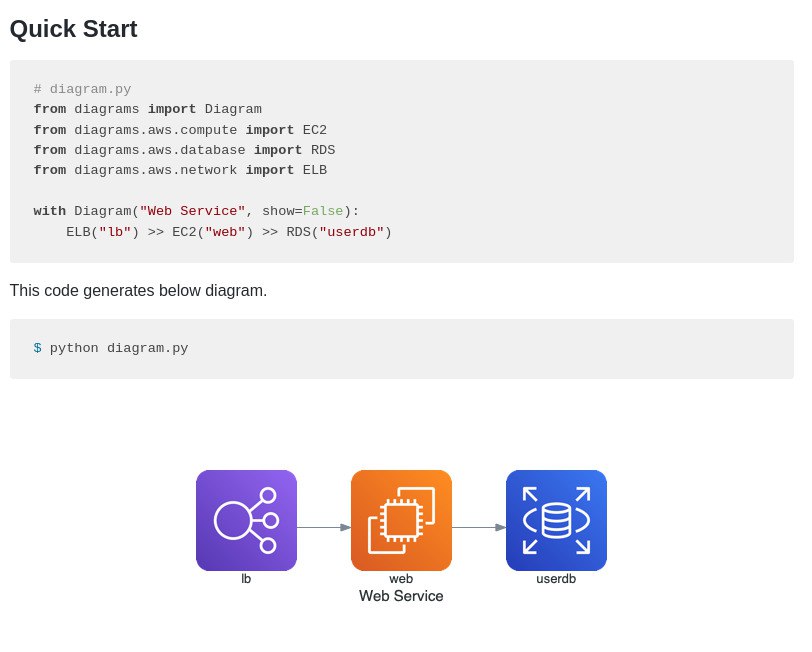 Quick Start
# diagram.py
from diagrams import Diagram
from diagrams.aws.compute import EC2
from diagrams.aws.database import RDS
from diagrams.aws.network import ELB
with Diagram("Web Service", show=False):
    ELB("lb") >> EC2("web") >> RDS("userdb")
This code generates below diagram.
$ python diagram.py
lb web userdb
Web Service